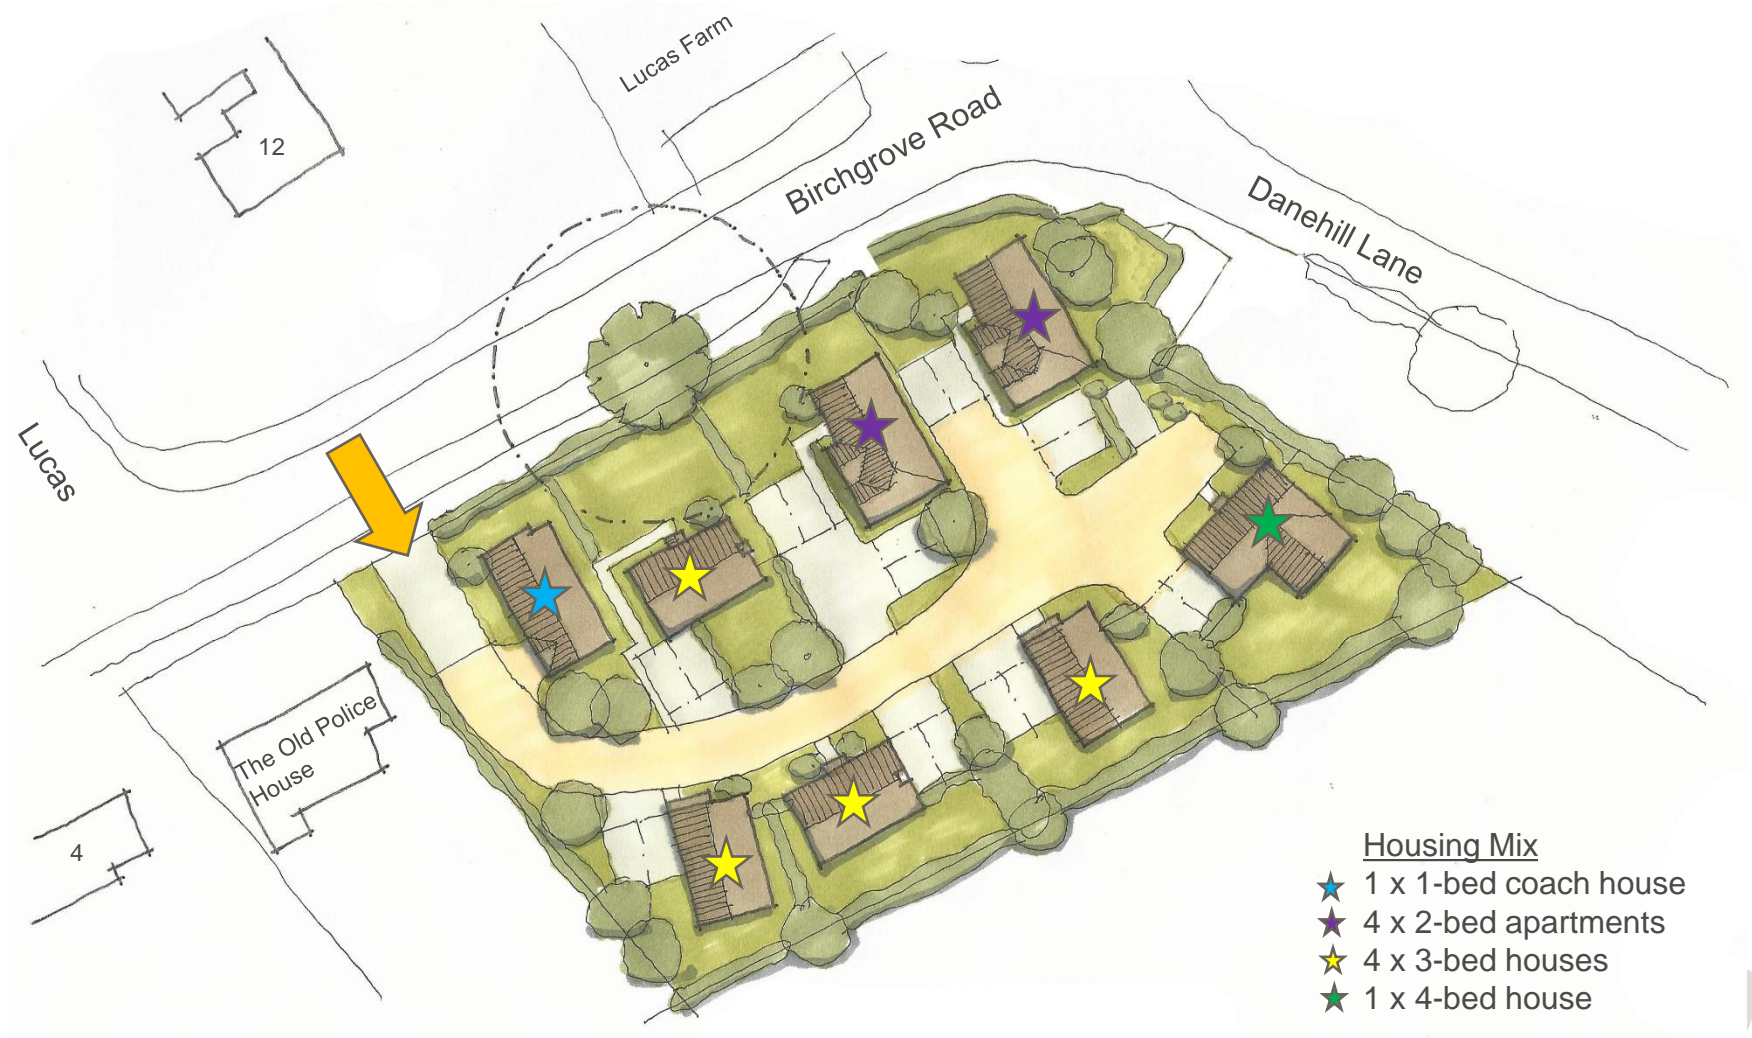 Lucas Farm
12
Birchgrove Road
Danehill Lane
Lucas
The Old Police
House
4
Housing Mix
1 x 1-bed coach house
4 x 2-bed apartments
4 x 3-bed houses
1 x 4-bed house